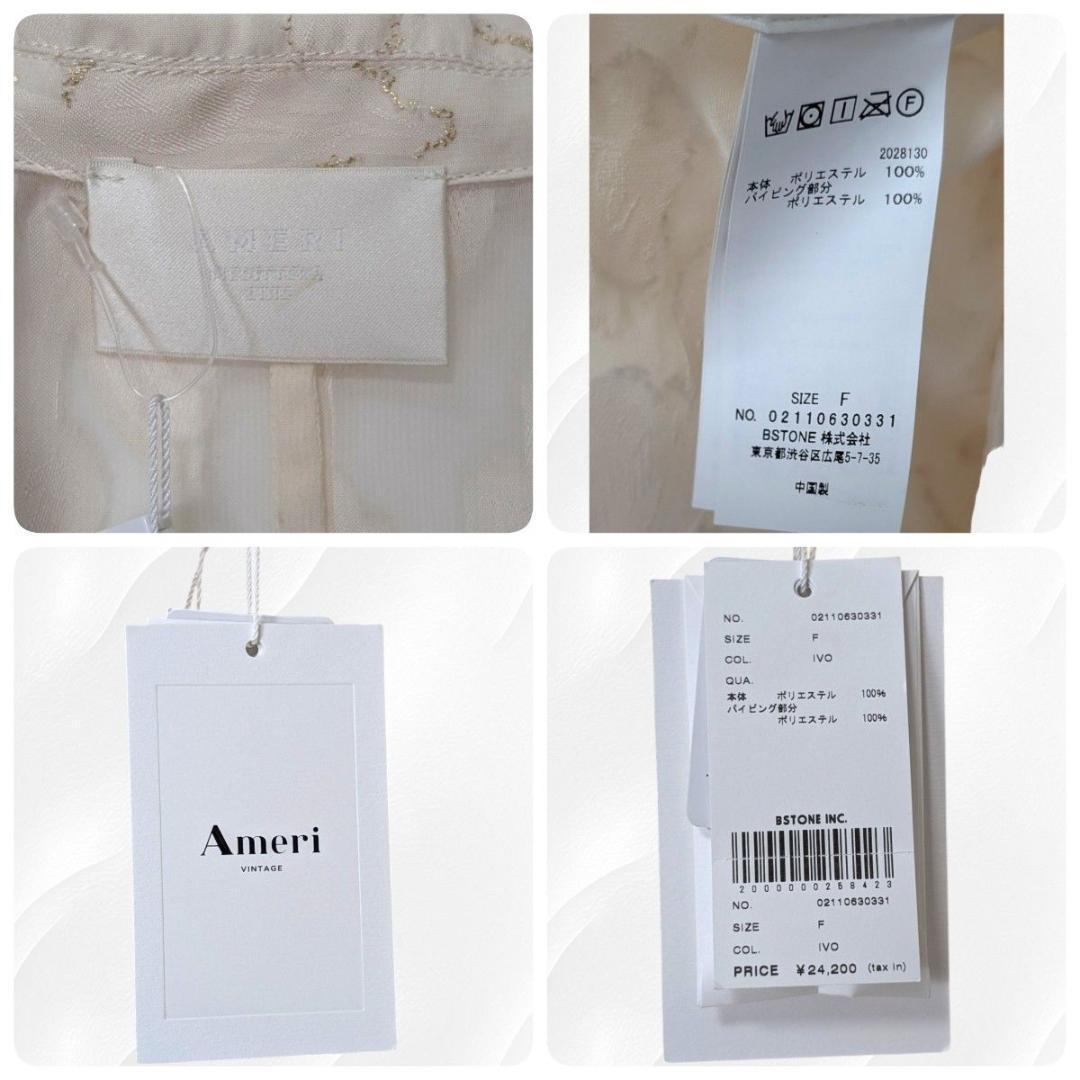 AMERI
F
2028130
本体 ポリエステル 100%
パイピング部分
ポリエステル 100%
SIZE F
NO. 02110630331
BSTONE 株式会社
東京都渋谷区広尾5-7-35
中国製
Ameri
VINTAGE
NO. 02110630331
SIZE F
COL. IVO
QUA.
本体 ポリエステル 100%
パイピング部分
ポリエステル 100%
BSTONE INC.
2000000258423
NO. 02110630331
SIZE F
COL. IVO
PRICE ¥24,200 (tax in)